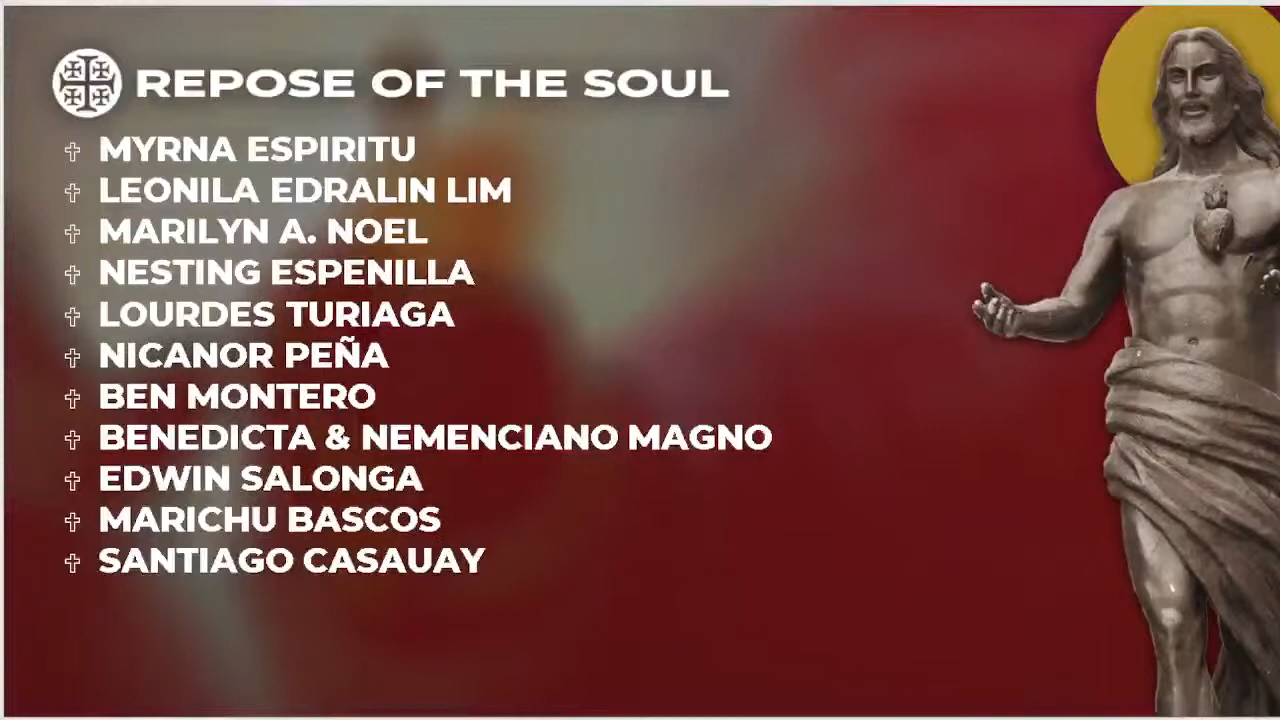 REPOSE OF THE SOUL
MYRNA ESPIRITU
LEONILA EDRALIN LIM
MARILYN A. NOEL
NESTING ESPENILLA
LOURDES TURIAGA
NICANOR PEÑA
BEN MONTERO
BENEDICTA & NEMENCIANO MAGNO
EDWIN SALONGA
MARICHU BASCOS
SANTIAGO CASAUAY